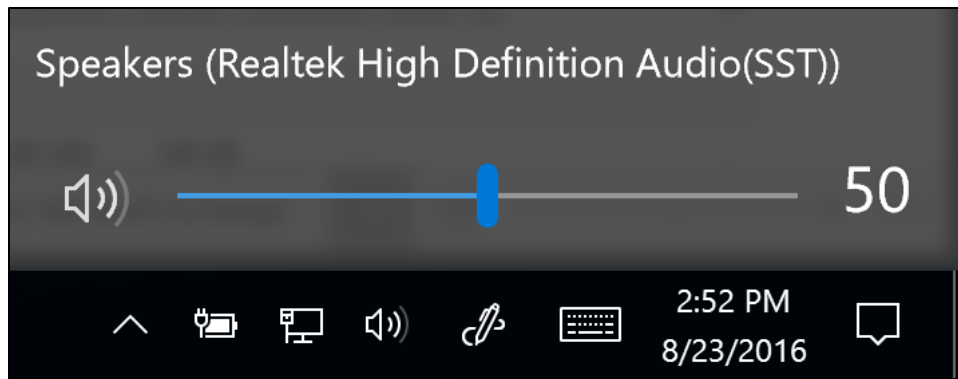 Speakers (Realtek High Definition Audio(SST))
50
2:52 PM
8/23/2016